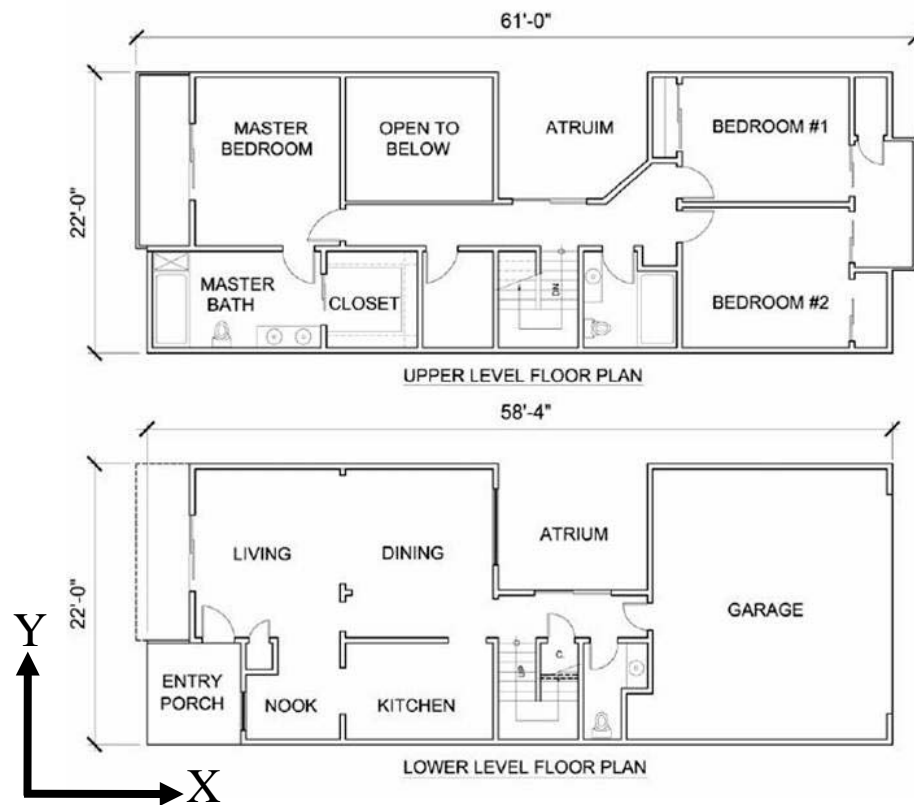 61'-0"
22'-0"
MASTER
BEDROOM
OPEN TO
BELOW
ATRUIM
BEDROOM #1
MASTER
BATH
CLOSET
DN
BEDROOM #2
UPPER LEVEL FLOOR PLAN
58'-4"
22'-0"
LIVING
DINING
ATRIUM
GARAGE
C.
ENTRY
PORCH
NOOK
KITCHEN
Y
X
LOWER LEVEL FLOOR PLAN